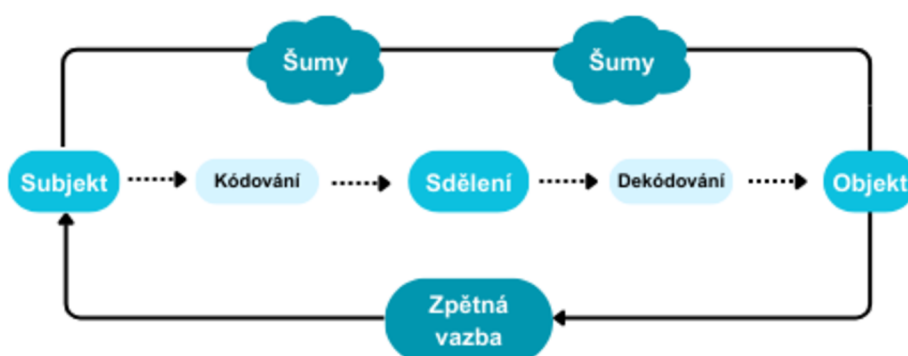 Šumy
Šumy
Subjekt
Kódování
Sdělení
Dekódování
Objekt
Zpětná
vazba